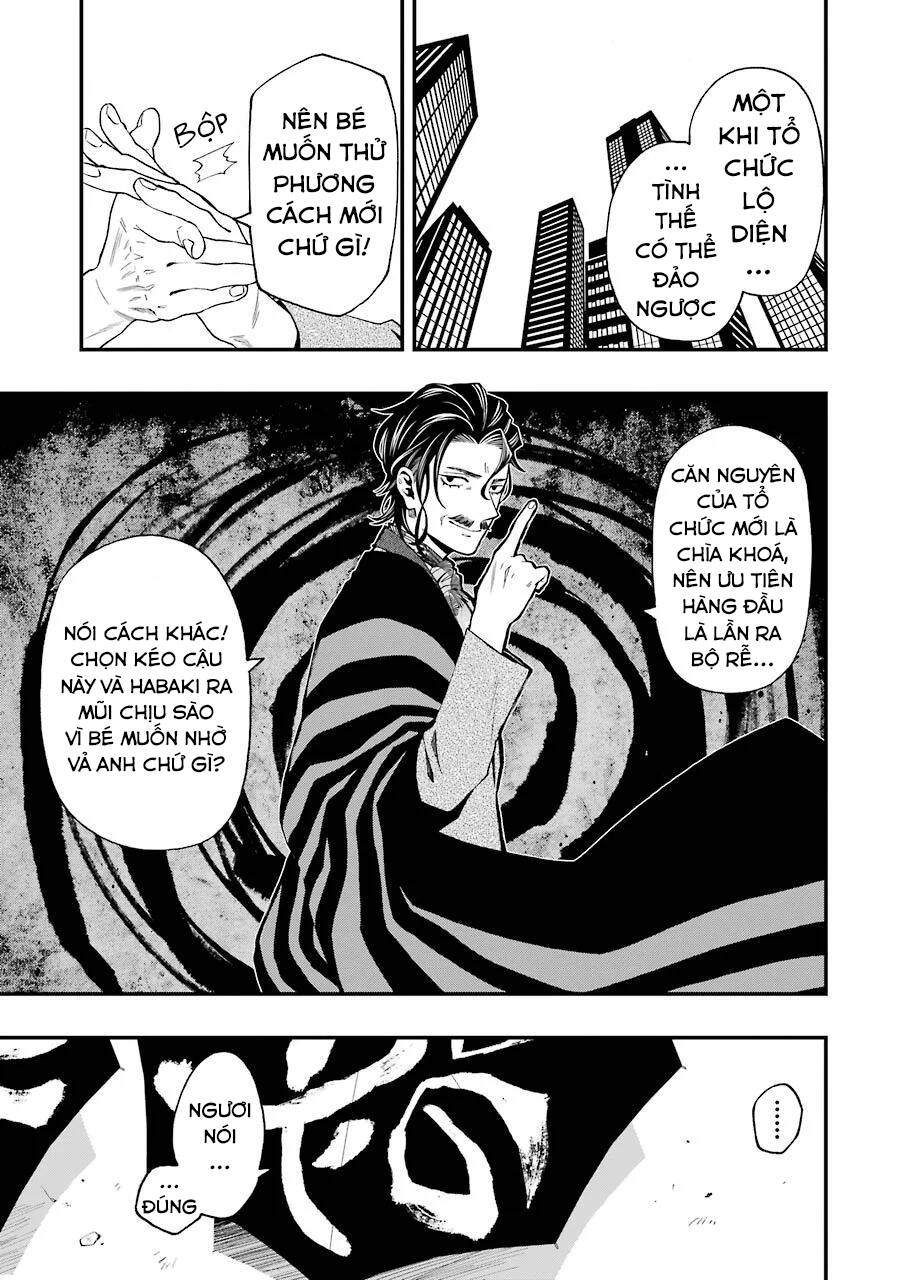 MỘT
KHI TỔ
CHỨC
LỘ
DIỆN
...
...
TÌNH
THẾ
CÓ THỂ
ĐẢO
NGƯỢC
NÊN BÉ
MUỐN THỬ
PHƯƠNG
CÁCH MỚI
CHỨ GÌ!
BỘP
CĂN NGUYÊN
CỦA TỔ
CHỨC MỚI LÀ
CHÌA KHOÁ,
NÊN ƯU TIÊN
HÀNG ĐẦU
LÀ LẦN RA
BỘ RỄ...
NÓI CÁCH KHÁC!
CHỌN KÉO CẬU
NÀY VÀ HABAKI RA
MŨI CHỊU SÀO
VÌ BÉ MUỐN NHỜ
VẢ ANH CHỨ GÌ?
......
NGƯƠI
NÓI
...
...
ĐÚNG